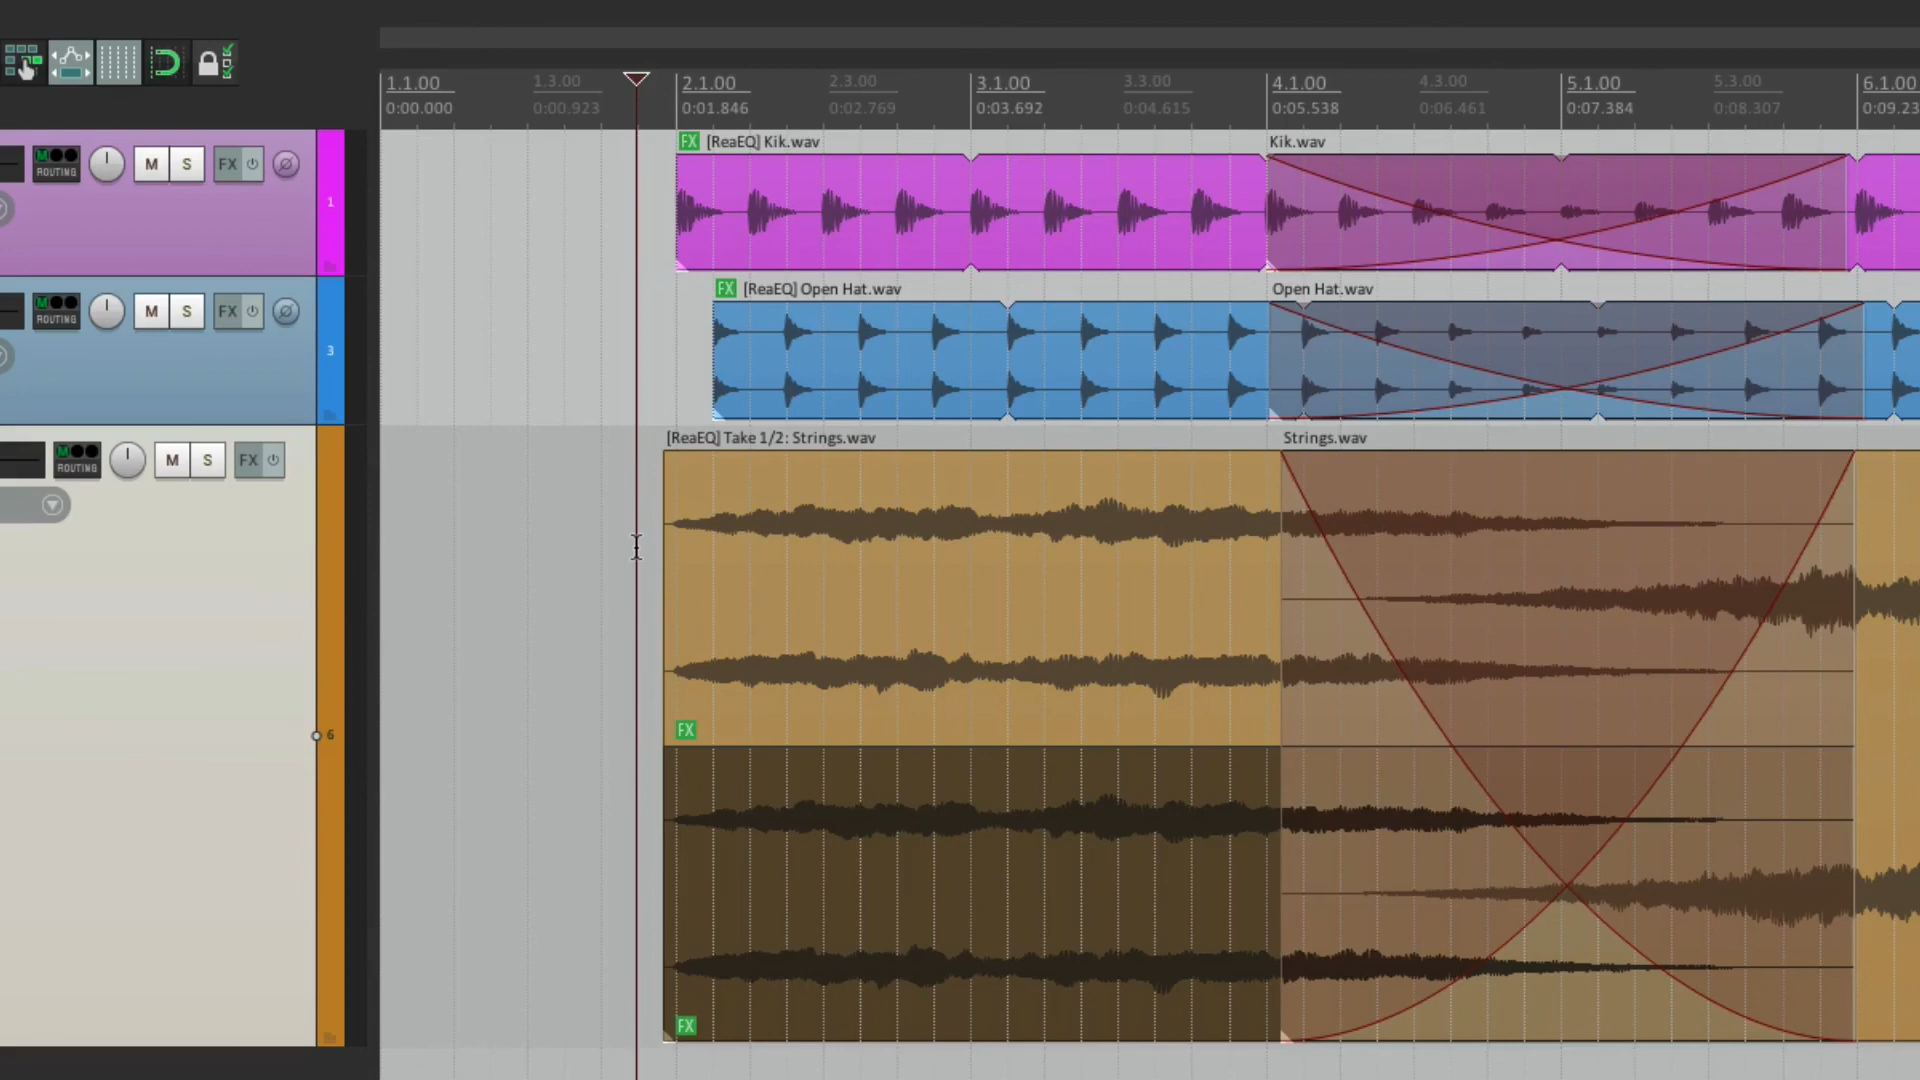 1.1.00 1.3.00 2.1.00 2.3.00 3.1.00 3.3.00 4.1.00 4.3.00 5.1.00 5.3.00 6.1.00
0:00.000 0:00.923 0:01.846 0:02.769 0:03.692 0:04.615 0:05.538 0:06.461 0:07.384 0:08.307 0:09.23
FX [ReaEQ] Kik.wav Kik.wav
M ROUTING M S FX 1
FX [ReaEQ] Open Hat.wav Open Hat.wav
M ROUTING M S FX 3
[ReaEQ] Take 1/2: Strings.wav Strings.wav
M ROUTING M S FX
FX
6
FX